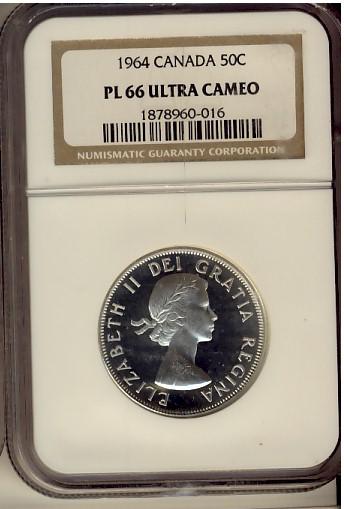 1964 CANADA 50C
PL 66 ULTRA CAMEO
1878960-016
NUMISMATIC GUARANTY CORPORATION
ELIZABETH II DEI GRATIA REGINA